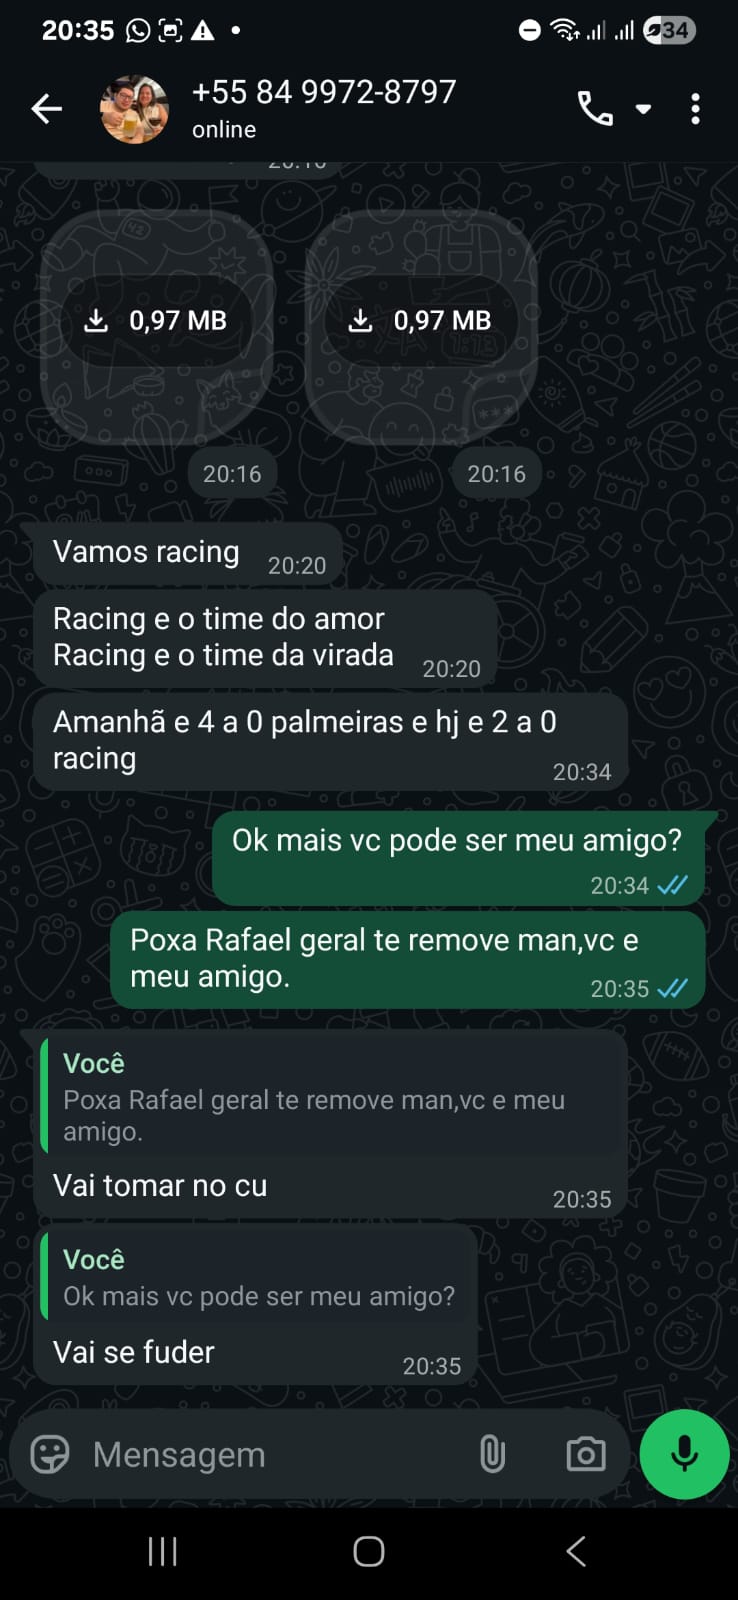 20:35
34
+55 84 9972-8797
online
0,97 MB
0,97 MB
20:16
20:16
Vamos racing
20:20
Racing e o time do amor
Racing e o time da virada
20:20
Amanhã e 4 a 0 palmeiras e hj e 2 a 0
racing
20:34
Ok mais vc pode ser meu amigo?
20:34
Poxa Rafael geral te remove man,vc e
meu amigo.
20:35
Você
Poxa Rafael geral te remove man,vc e meu
amigo.
Vai tomar no cu
20:35
Você
Ok mais vc pode ser meu amigo?
Vai se fuder
20:35
Mensagem